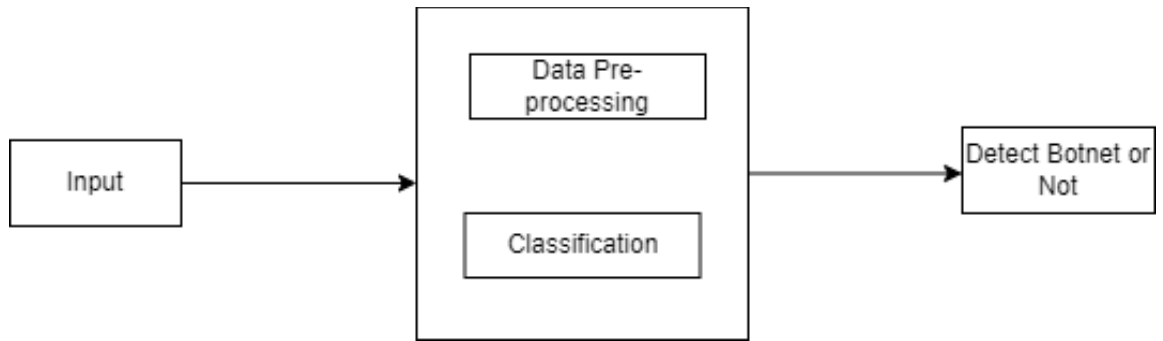 Input
Data Pre-
processing
Classification
Detect Botnet or
Not